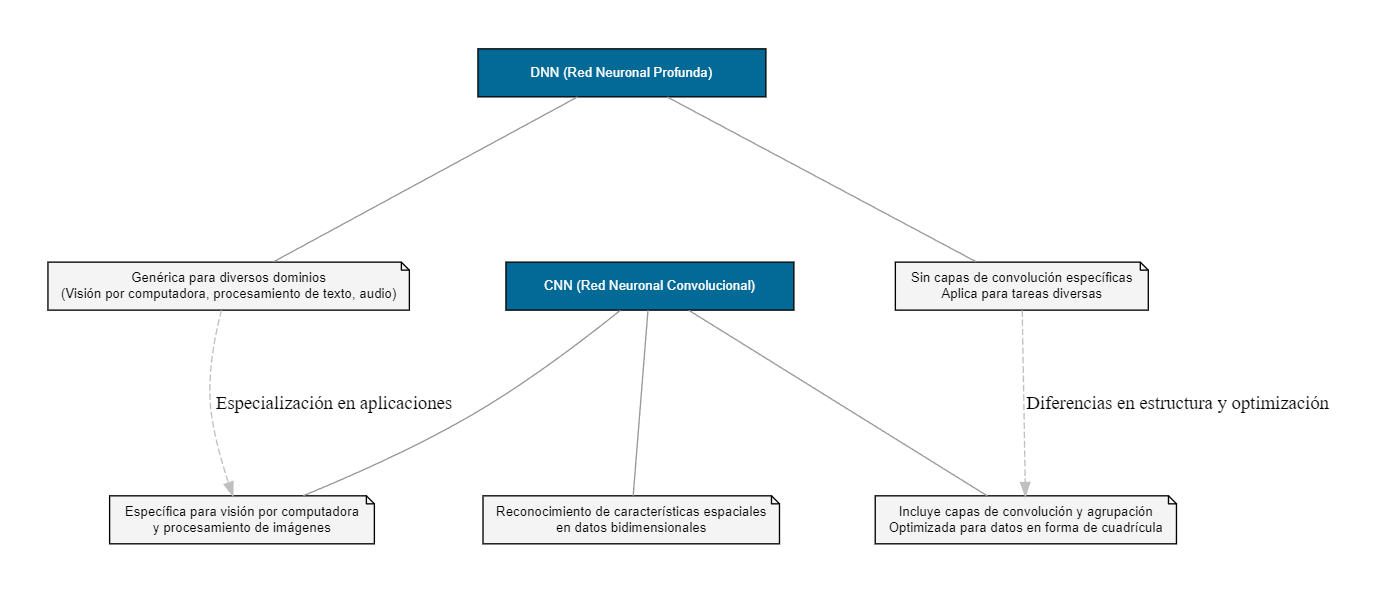 DNN (Red Neuronal Profunda)
Genérica para diversos dominios
(Visión por computadora, procesamiento de texto, audio)
CNN (Red Neuronal Convolucional)
Sin capas de convolución específicas
Aplica para tareas diversas
Especialización en aplicaciones
Diferencias en estructura y optimización
Específica para visión por computadora
y procesamiento de imágenes
Reconocimiento de características espaciales
en datos bidimensionales
Incluye capas de convolución y agrupación
Optimizada para datos en forma de cuadrícula